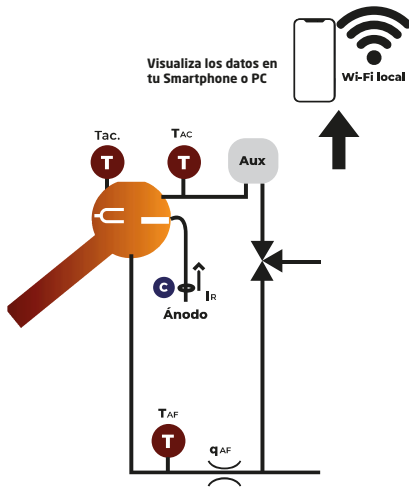 Visualiza los datos en
tu Smartphone o PC
Wi-Fi local
Tac.
TAC
T
T
Aux
C
IR
Ánodo
TAF
T
qAF